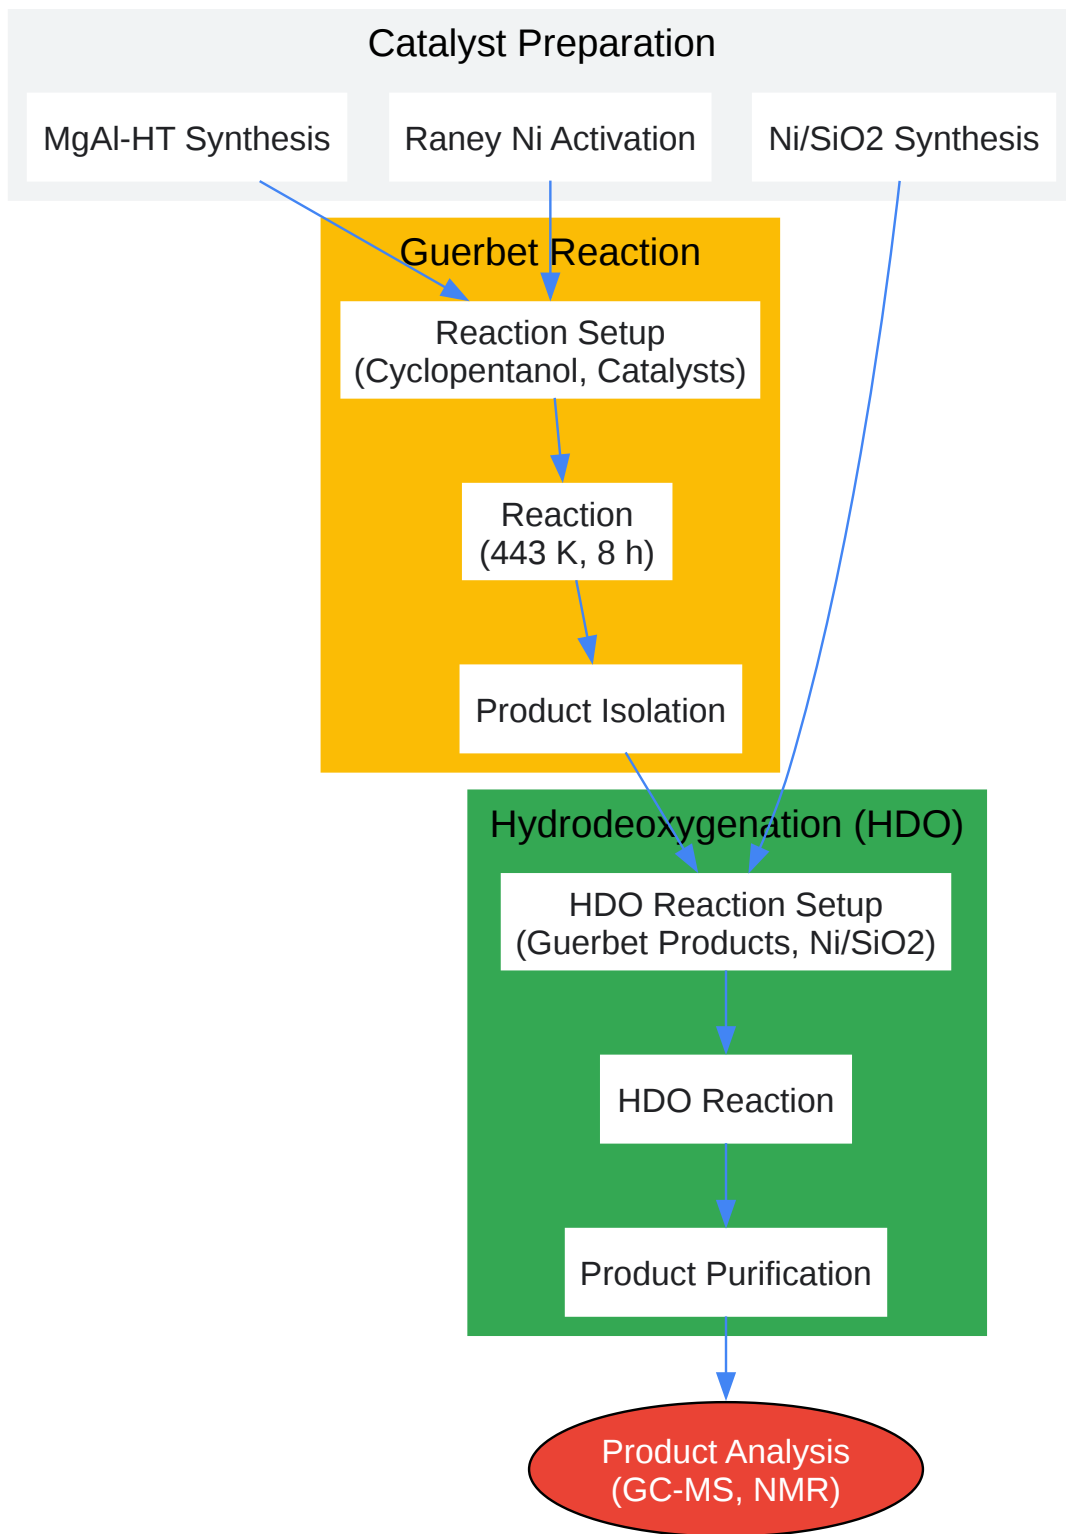 Catalyst Preparation
MgAl-HT Synthesis
Raney Ni Activation
Ni/SiO2 Synthesis
Guerbet Reaction
Reaction Setup
(Cyclopentanol, Catalysts)
Reaction
(443 K, 8 h)
Product Isolation
Hydrodeoxygenation (HDO)
HDO Reaction Setup
(Guerbet Products, Ni/SiO2)
HDO Reaction
Product Purification
Product Analysis
(GC-MS, NMR)